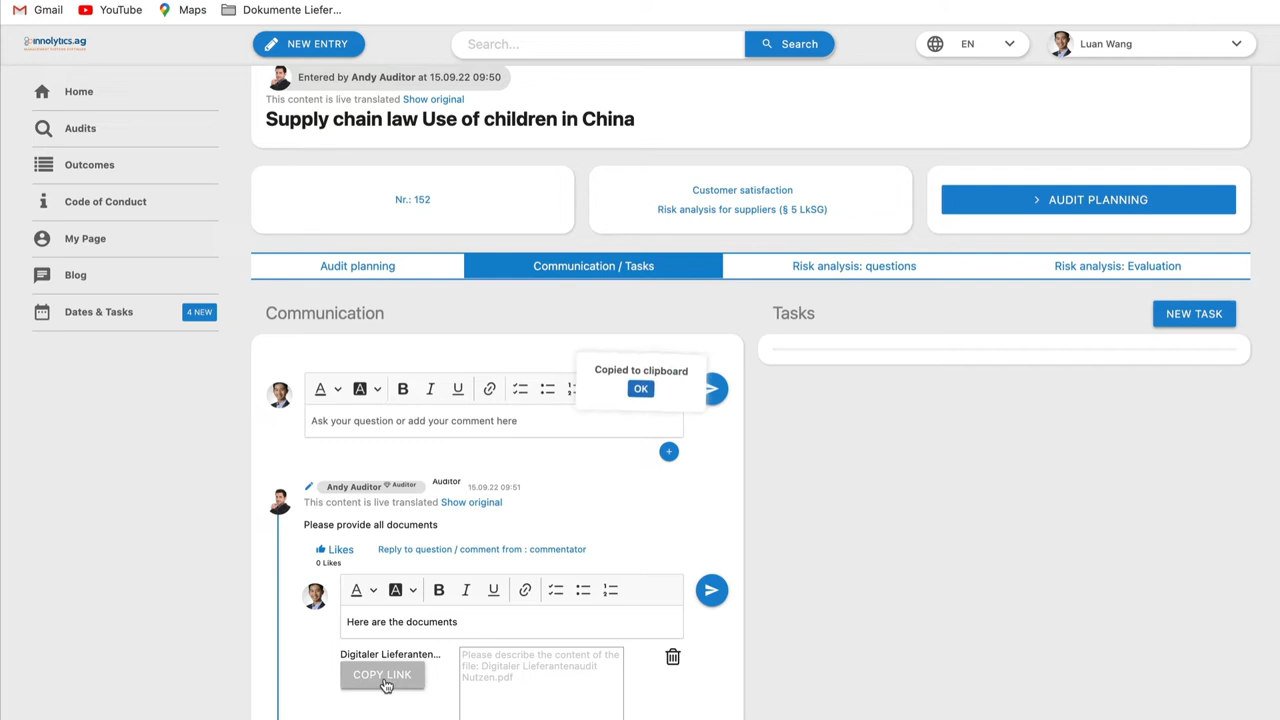 Gmail
YouTube
Maps
Dokumente Liefer...
innolytics.ag
NEW ENTRY
Search...
Search
EN
Luan Wang
Home
Audits
Outcomes
Code of Conduct
My Page
Blog
Dates & Tasks
4 NEW
Entered by Andy Auditor at 15.09.22 09:50
This content is live translated Show original
Supply chain law Use of children in China
Nr.: 152
Customer satisfaction
Risk analysis for suppliers (§ 5 LkSG)
AUDIT PLANNING
Audit planning
Communication / Tasks
Risk analysis: questions
Risk analysis: Evaluation
Communication
Tasks
NEW TASK
Copied to clipboard
OK
A A B I U
Ask your question or add your comment here
Andy Auditor Auditor Auditor 15.09.22 09:51
This content is live translated Show original
Please provide all documents
Likes
Reply to question / comment from : commentator
0 Likes
A A B I U
Here are the documents
Digitaler Lieferanten...
COPY LINK
Please describe the content of the
file: Digitaler Lieferantenaudit
Nutzen.pdf